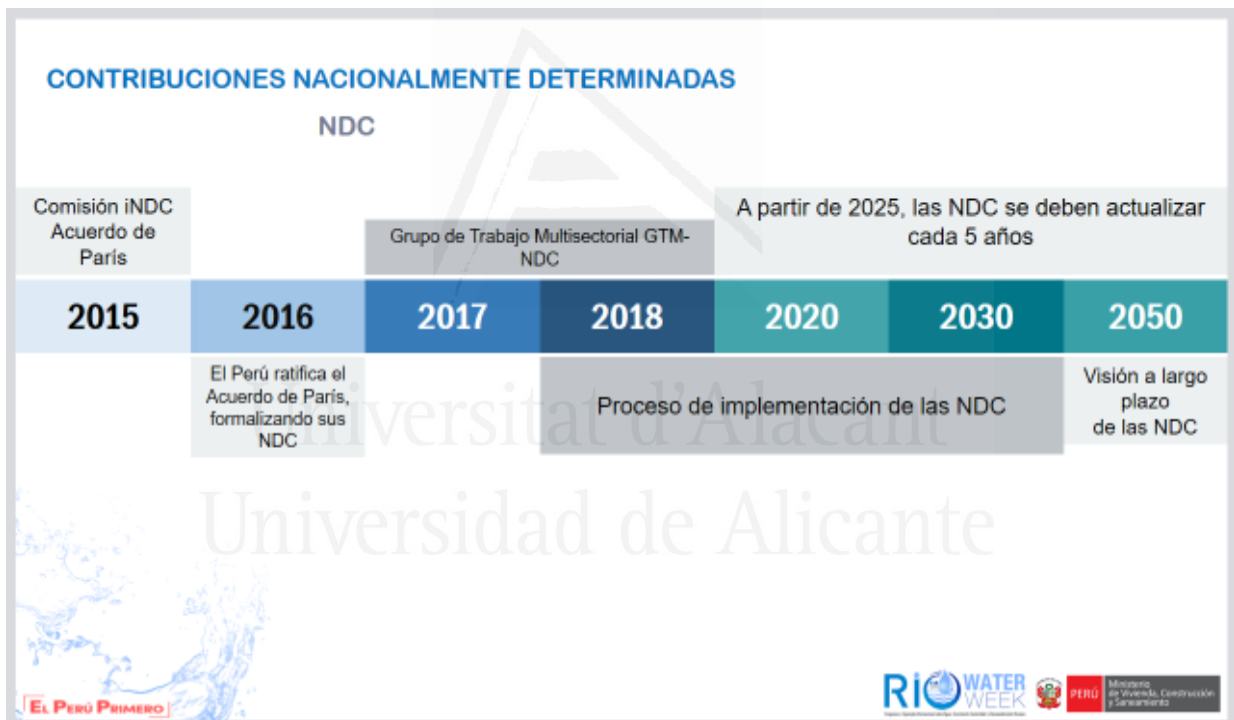 CONTRIBUCIONES NACIONALMENTE DETERMINADAS
NDC
Comisión iNDC
Acuerdo de
París
Grupo de Trabajo Multisectorial GTM-
NDC
A partir de 2025, las NDC se deben actualizar
cada 5 años
2015
2016
2017
2018
2020
2030
2050
El Perú ratifica el
Acuerdo de París,
formalizando sus
NDC
Proceso de implementación de las NDC
Visión a largo
plazo
de las NDC
Universitat d'Alacant
Universidad de Alicante
EL PERÚ PRIMERO
RIO WATER
WEEK
PERÚ
Ministerio
de Vivienda, Construcción
y Saneamiento